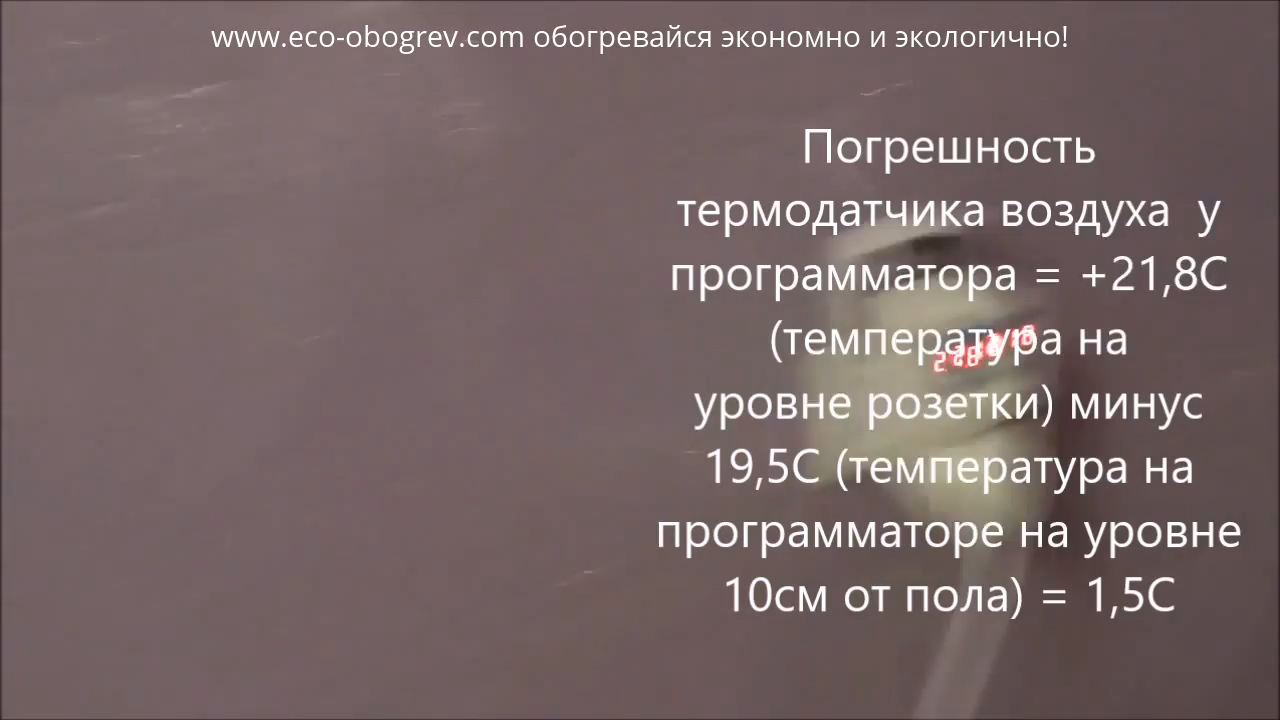 www.eco-obogrev.com обогревайся экономно и экологично!
Погрешность
термодатчика воздуха у
программатора = +21,8С
(температура на
уровне розетки) минус
19,5С (температура на
программаторе на уровне
10см от пола) = 1,5С